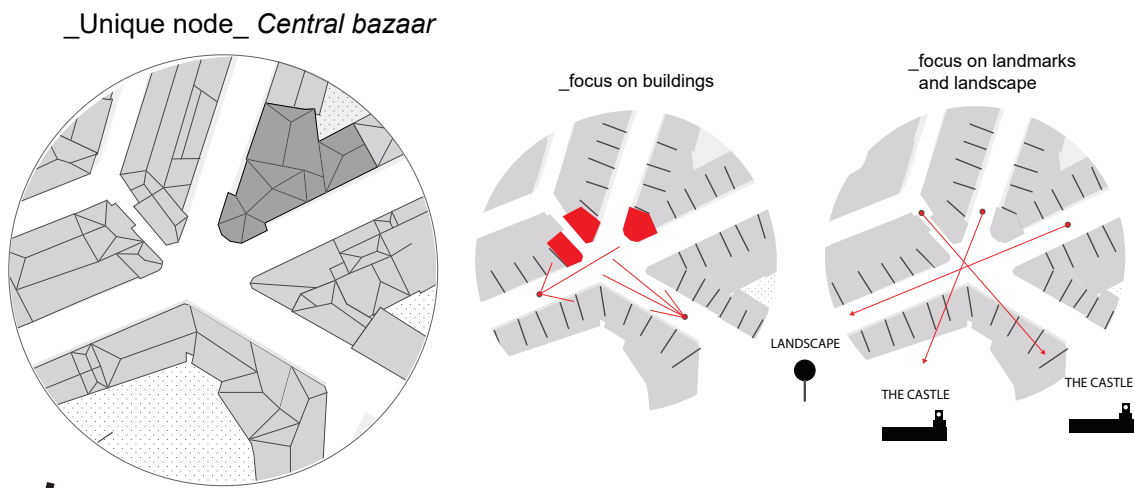 _Unique node_ Central bazaar
_focus on buildings
_focus on landmarks
and landscape
LANDSCAPE
THE CASTLE
THE CASTLE